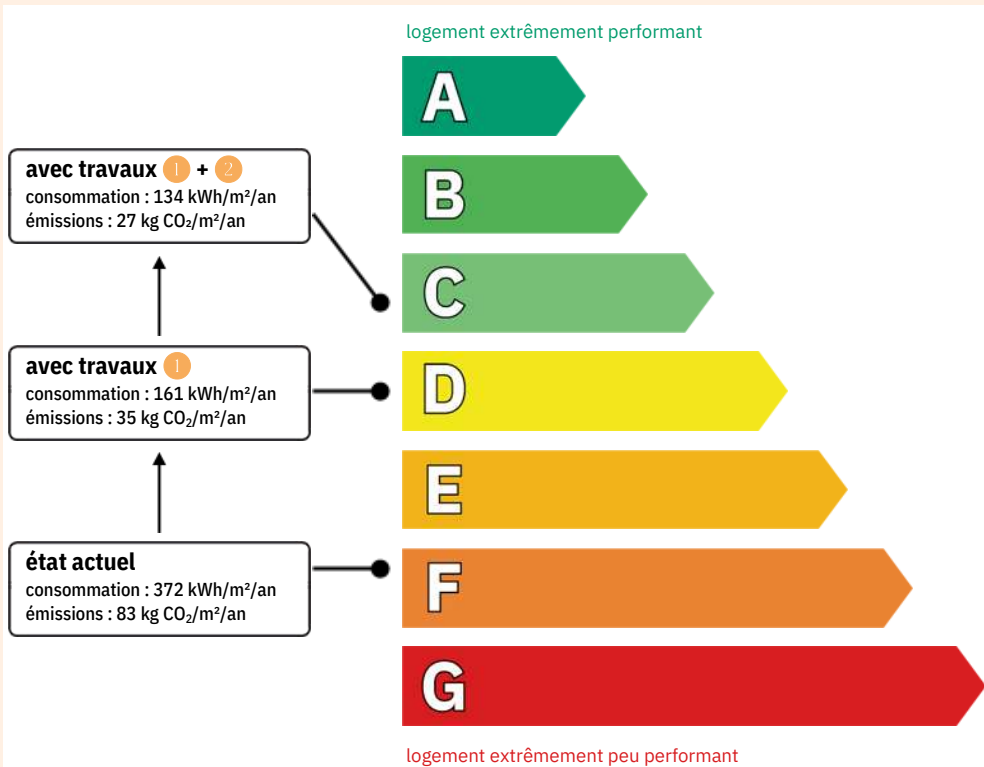 logement extrêmement performant
A
avec travaux 1 + 2
consommation : 134 kWh/m²/an
émissions : 27 kg CO₂/m²/an
B
C
avec travaux 1
consommation : 161 kWh/m²/an
émissions : 35 kg CO₂/m²/an
D
E
état actuel
consommation : 372 kWh/m²/an
émissions : 83 kg CO₂/m²/an
F
G
logement extrêmement peu performant